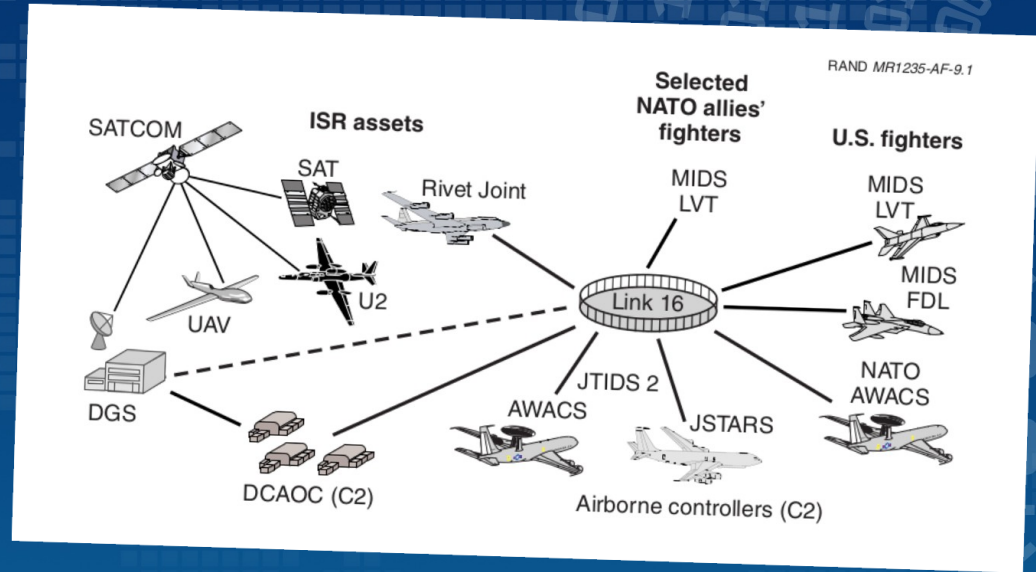 RAND MR1235-AF-9.1
Selected
NATO allies'
fighters
ISR assets
U.S. fighters
SATCOM
SAT
Rivet Joint
MIDS
LVT
MIDS
LVT
MIDS
FDL
Link 16
U2
UAV
DGS
JTIDS 2
AWACS
JSTARS
NATO
AWACS
DCAOC (C2)
Airborne controllers (C2)